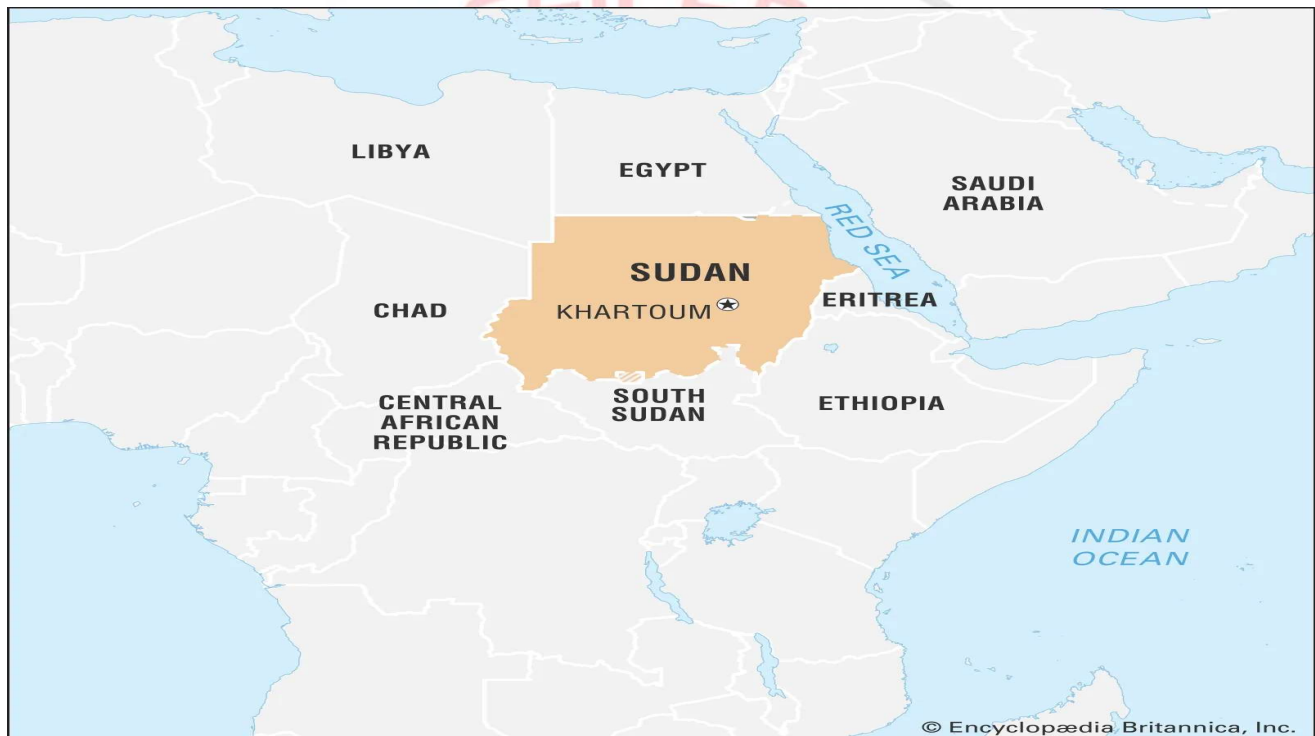 LIBYA
EGYPT
SAUDI
ARABIA
RED SEA
SUDAN
KHARTOUM
ERITREA
CHAD
CENTRAL
AFRICAN
REPUBLIC
SOUTH
SUDAN
ETHIOPIA
INDIAN
OCEAN
© Encyclopædia Britannica, Inc.